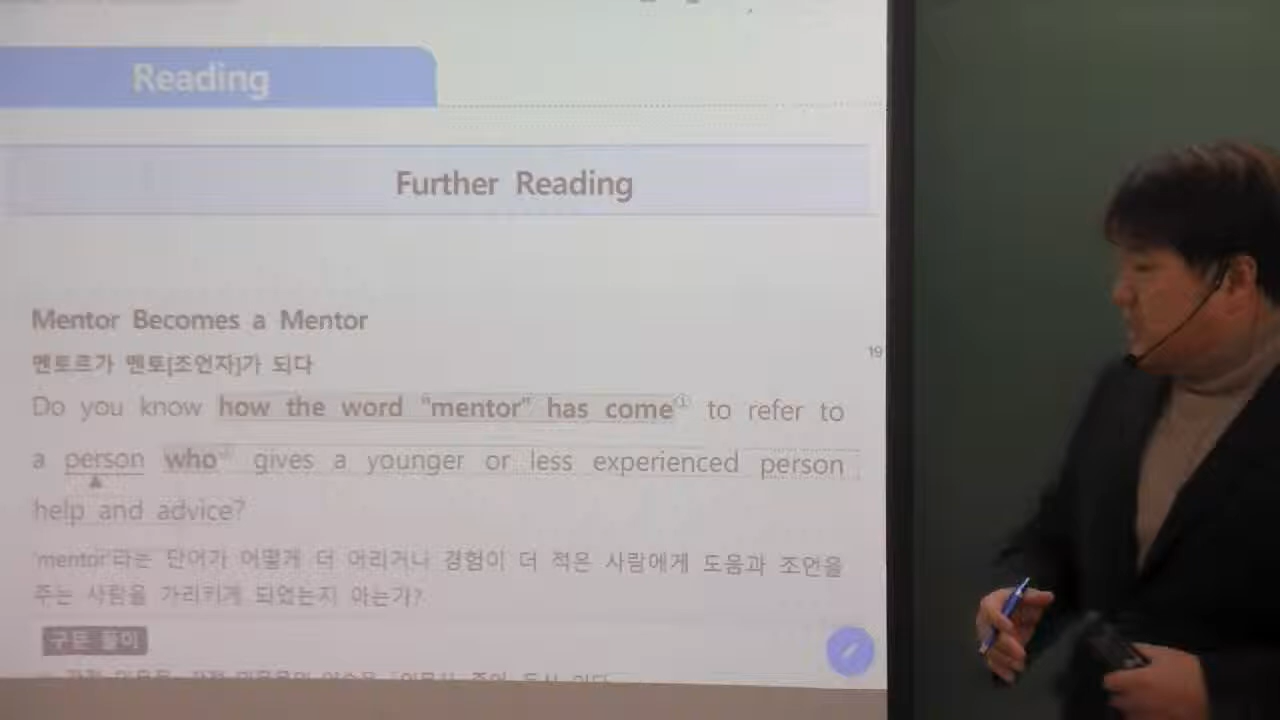 Reading
Further Reading
Mentor Becomes a Mentor
멘토르가 멘토[조언자]가 되다
19
Do you know how the word "mentor" has come① to refer to
a person who② gives a younger or less experienced person
help and advice?
'mentor'라는 단어가 어떻게 더 어리거나 경험이 더 적은 사람에게 도움과 조언을
주는 사람을 가리키게 되었는지 아는가?
구문 풀이